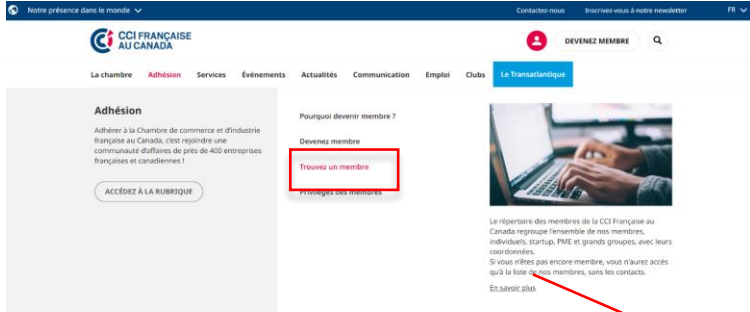 Notre présence dans le monde
Contactez-nous
Inscrivez-vous à notre newsletter
FR
CCI FRANÇAISE
AU CANADA
DEVENEZ MEMBRE
La chambre
Adhésion
Services
Événements
Actualités
Communication
Emploi
Clubs
Le Transatlantique
Adhésion
Adhérer à la Chambre de commerce et d'industrie
française au Canada, c'est rejoindre une
communauté d'affaires de près de 400 entreprises
françaises et canadiennes !
ACCÉDEZ À LA RUBRIQUE
Pourquoi devenir membre ?
Devenez membre
Trouvez un membre
Privilèges des membres
Le répertoire des membres de la CCI Française au
Canada regroupe l'ensemble de nos membres,
individuels, startup, PME et grands groupes, avec leurs
coordonnées.
Si vous n'êtes pas encore membre, vous n'aurez accès
qu'à la liste de nos membres, sans les contacts.
En savoir plus